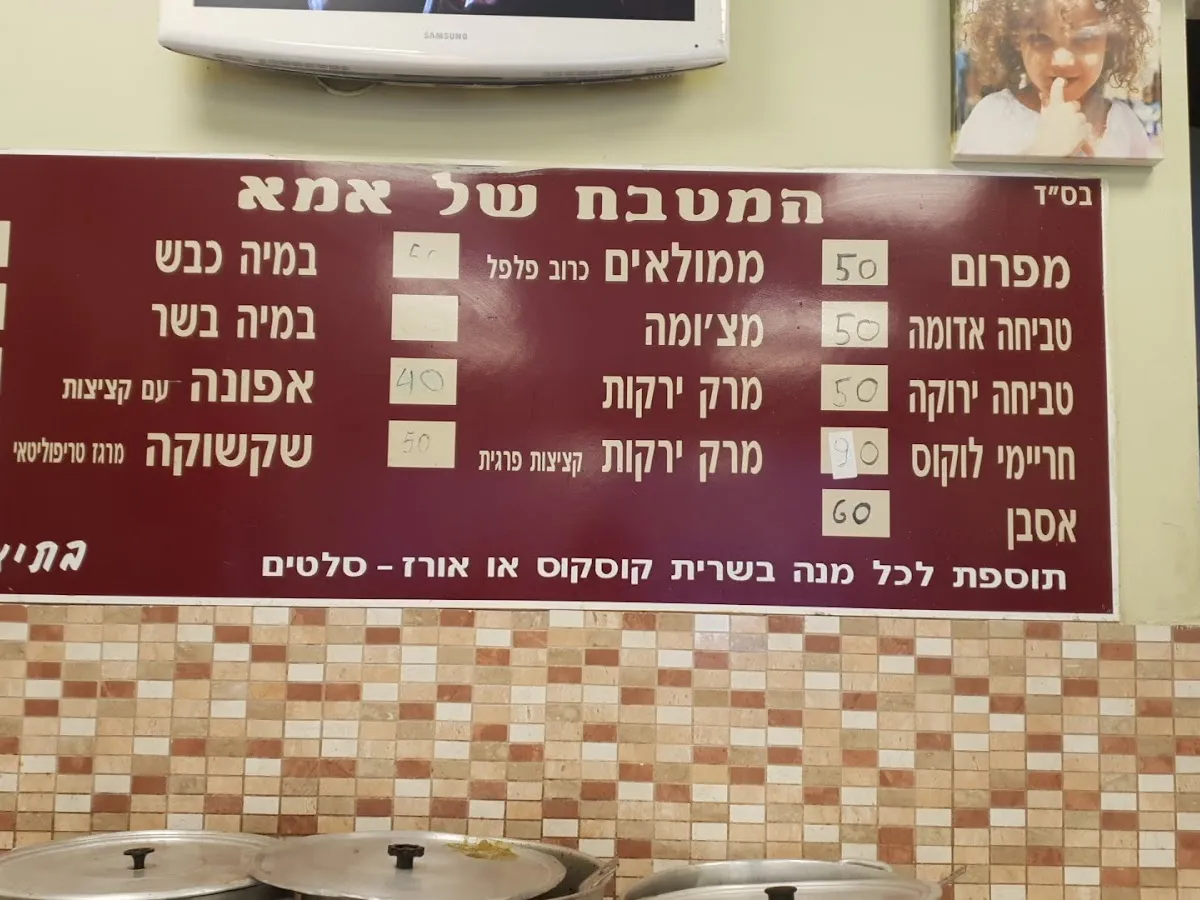 SAMSUNG
בס״ד
המטבח של אמא
מפרום 50
טביחה אדומה 50
טביחה ירוקה 50
חריימי לוקוס 90
אסבן 60
ממולאים כרוב פלפל
מצ'ומה
מרק ירקות 40
מרק ירקות קציצות פרגית 50
במיה כבש
במיה בשר
אפונה עם קציצות
שקשוקה מרגז טריפוליטאי
תוספת לכל מנה בשרית קוסקוס או אורז – סלטים